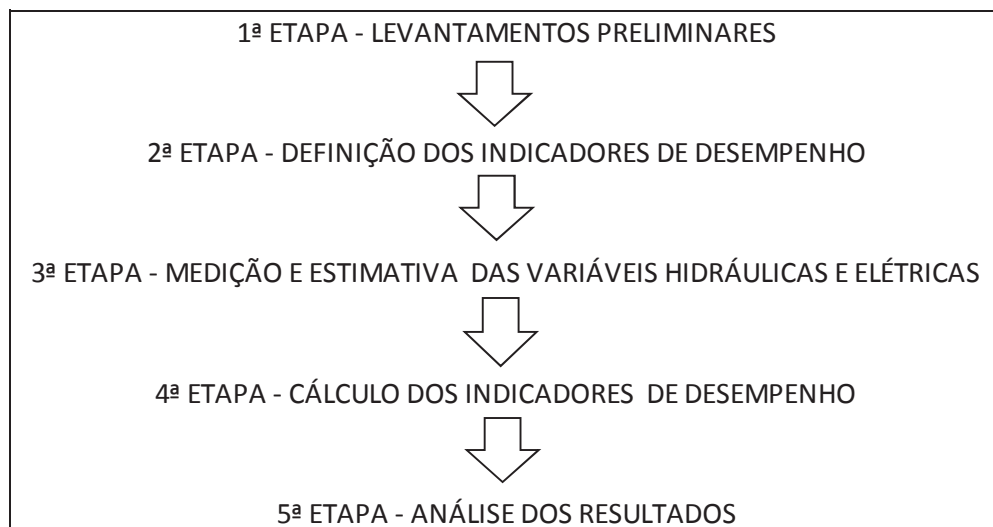 1ª ETAPA - LEVANTAMENTOS PRELIMINARES
2ª ETAPA - DEFINIÇÃO DOS INDICADORES DE DESEMPENHO
3ª ETAPA - MEDIÇÃO E ESTIMATIVA DAS VARIÁVEIS HIDRÁULICAS E ELÉTRICAS
4ª ETAPA - CÁLCULO DOS INDICADORES DE DESEMPENHO
5ª ETAPA - ANÁLISE DOS RESULTADOS